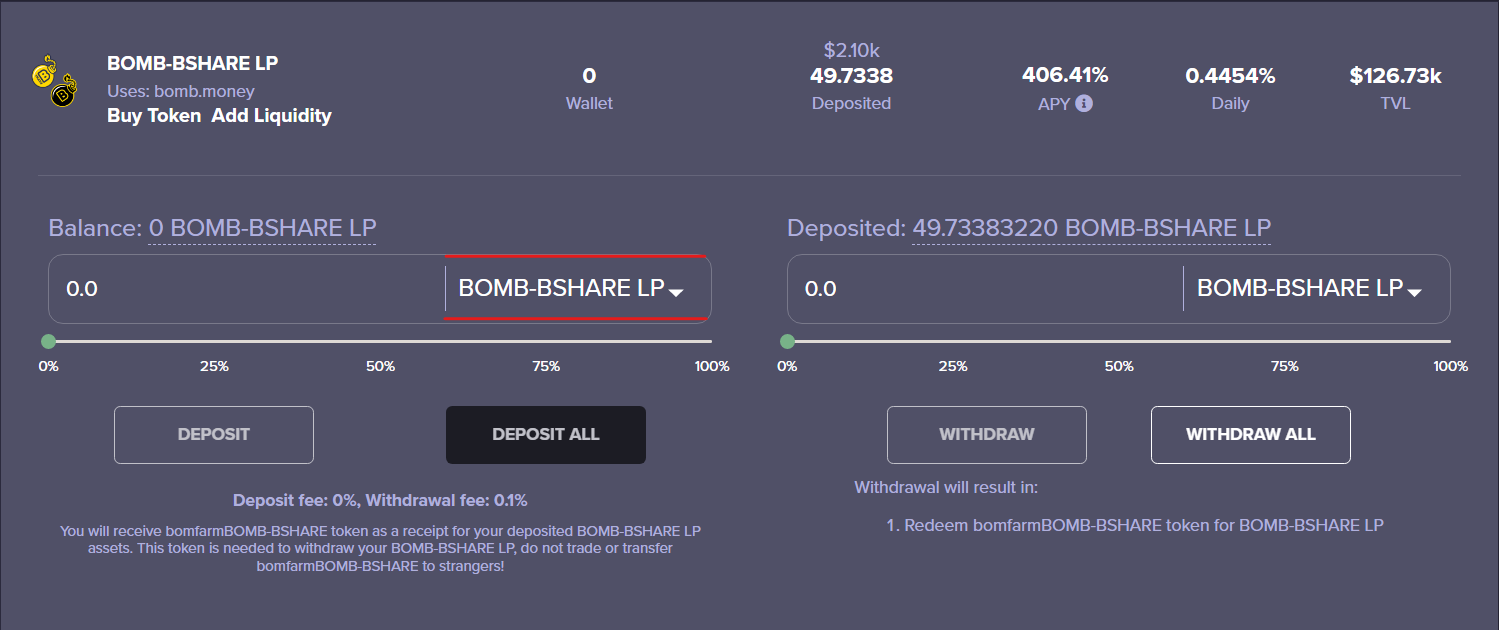 BOMB-BSHARE LP
Uses: bomb.money
Buy Token Add Liquidity
0
Wallet
$2.10k
49.7338
Deposited
406.41%
APY
0.4454%
Daily
$126.73k
TVL
Balance: 0 BOMB-BSHARE LP
0.0 BOMB-BSHARE LP
0% 25% 50% 75% 100%
DEPOSIT DEPOSIT ALL
Deposit fee: 0%, Withdrawal fee: 0.1%
You will receive bomfarmBOMB-BSHARE token as a receipt for your deposited BOMB-BSHARE LP
assets. This token is needed to withdraw your BOMB-BSHARE LP, do not trade or transfer
bomfarmBOMB-BSHARE to strangers!
Deposited: 49.73383220 BOMB-BSHARE LP
0.0 BOMB-BSHARE LP
0% 25% 50% 75% 100%
WITHDRAW WITHDRAW ALL
Withdrawal will result in:
1. Redeem bomfarmBOMB-BSHARE token for BOMB-BSHARE LP